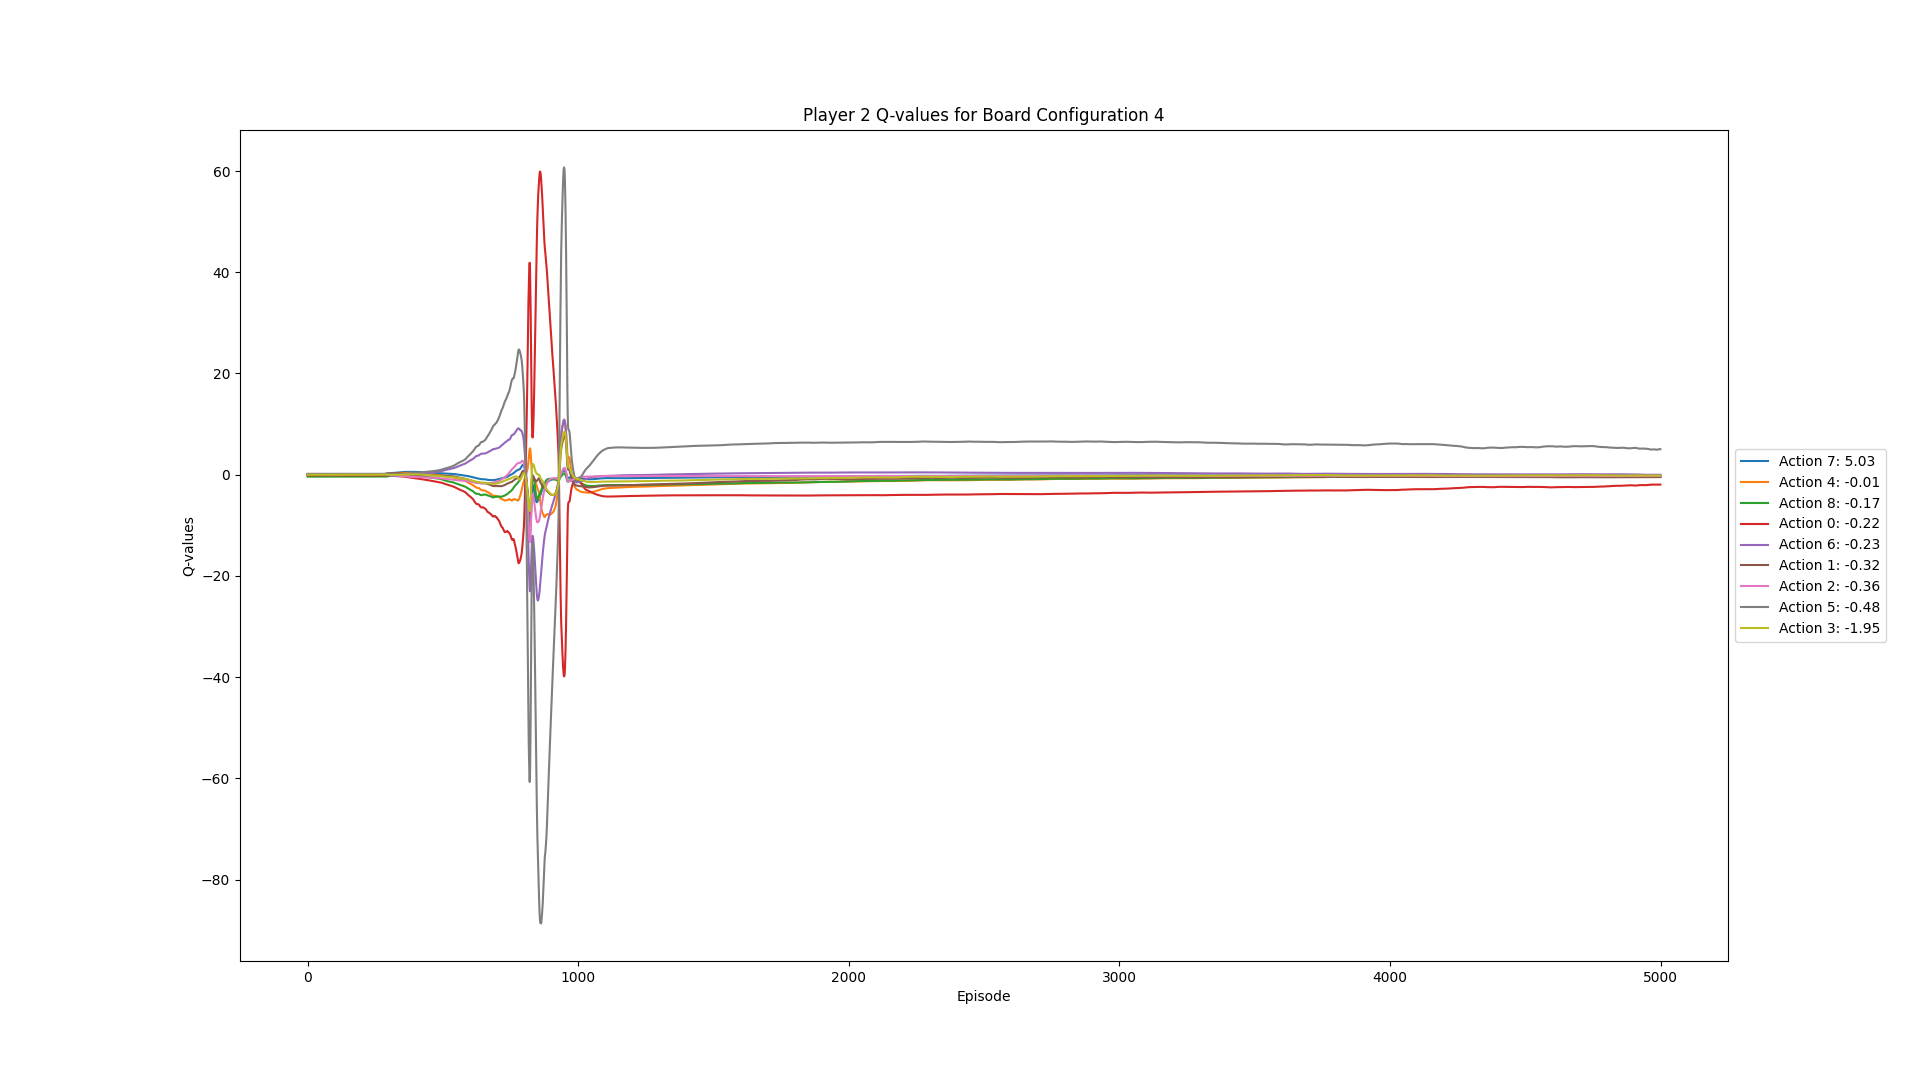 Player 2 Q-values for Board Configuration 4
60
40
20
0
−20
−40
−60
−80
Q-values
0
1000
2000
3000
4000
5000
Episode
Action 7: 5.03
Action 4: -0.01
Action 8: -0.17
Action 0: -0.22
Action 6: -0.23
Action 1: -0.32
Action 2: -0.36
Action 5: -0.48
Action 3: -1.95